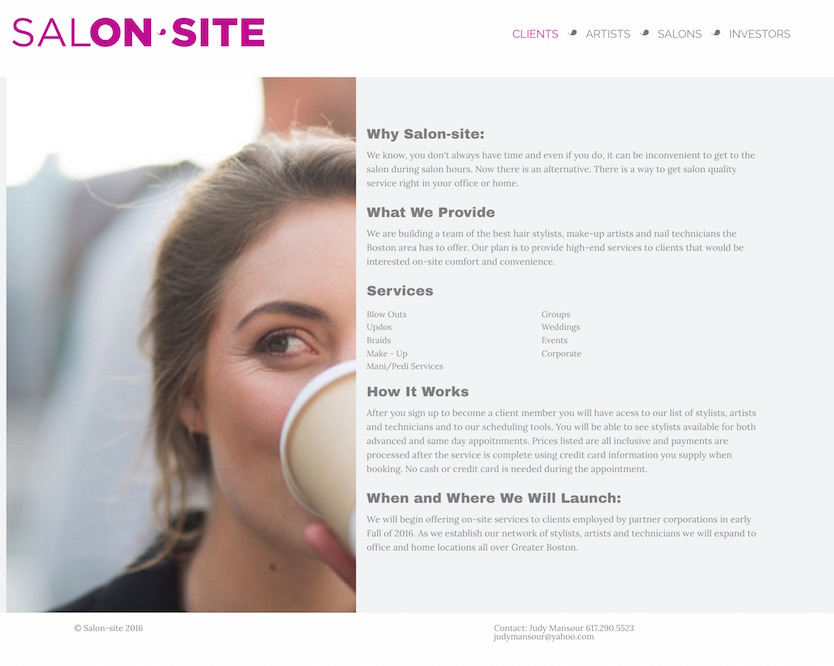 SALON·SITE
CLIENTS ARTISTS SALONS INVESTORS
Why Salon-site:
We know, you don't always have time and even if you do, it can be inconvenient to get to the
salon during salon hours. Now there is an alternative. There is a way to get salon quality
service right in your office or home.
What We Provide
We are building a team of the best hair stylists, make-up artists and nail technicians the
Boston area has to offer. Our plan is to provide high-end services to clients that would be
interested on-site comfort and convenience.
Services
Blow Outs
Updos
Braids
Make - Up
Mani/Pedi Services
Groups
Weddings
Events
Corporate
How It Works
After you sign up to become a client member you will have acess to our list of stylists, artists
and technicians and to our scheduling tools. You will be able to see stylists available for both
advanced and same day appoitnments. Prices listed are all inclusive and payments are
processed after the service is complete using credit card information you supply when
booking. No cash or credit card is needed during the appointment.
When and Where We Will Launch:
We will begin offering on-site services to clients employed by partner corporations in early
Fall of 2016. As we establish our network of stylists, artists and technicians we will expand to
office and home locations all over Greater Boston.
© Salon-site 2016
Contact: Judy Mansour 617.290.5523
judymansour@yahoo.com